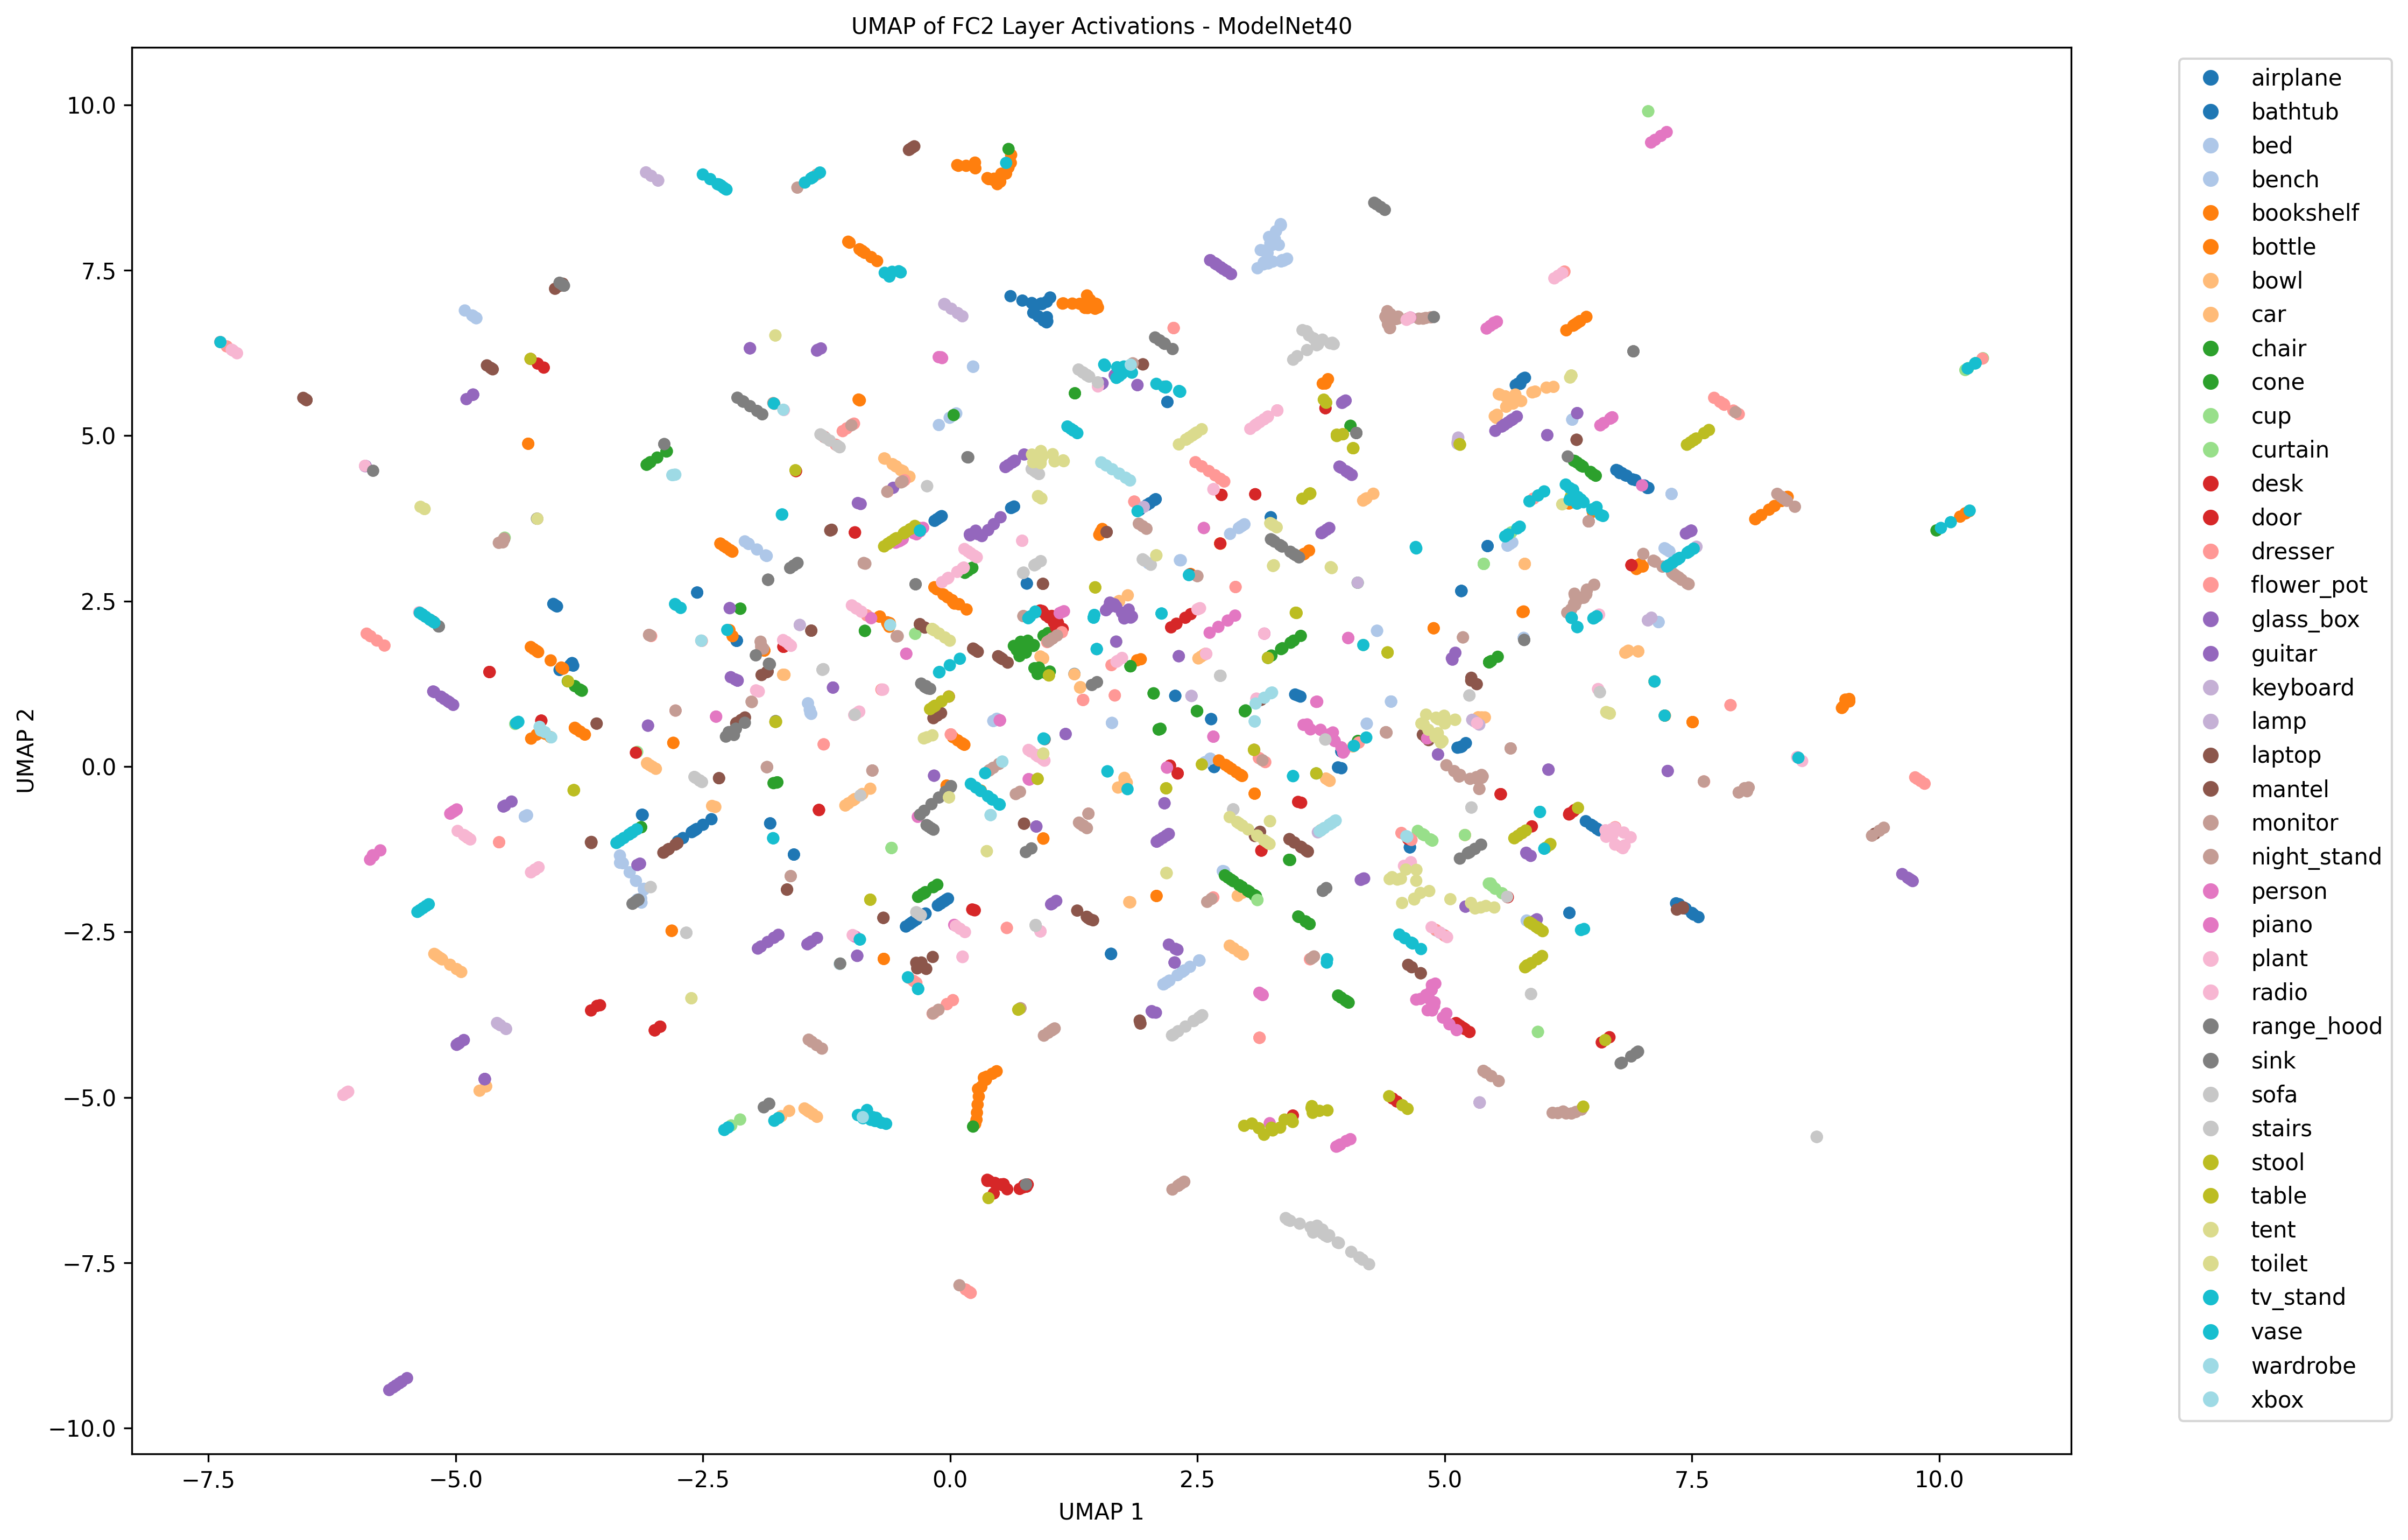 UMAP of FC2 Layer Activations - ModelNet40
10.0
7.5
5.0
2.5
0.0
−2.5
−5.0
−7.5
−10.0
UMAP 2
−7.5
−5.0
−2.5
0.0
2.5
5.0
7.5
10.0
UMAP 1
airplane
bathtub
bed
bench
bookshelf
bottle
bowl
car
chair
cone
cup
curtain
desk
door
dresser
flower_pot
glass_box
guitar
keyboard
lamp
laptop
mantel
monitor
night_stand
person
piano
plant
radio
range_hood
sink
sofa
stairs
stool
table
tent
toilet
tv_stand
vase
wardrobe
xbox